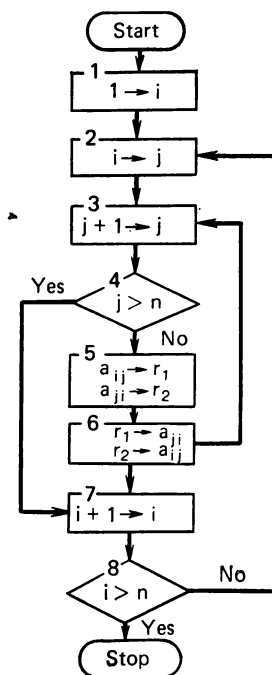 Start
1
1 → i
2
i → j
3
j + 1 → j
Yes
4
j > n
No
5
a_ij → r_1
a_ji → r_2
6
r_1 → a_ji
r_2 → a_ij
7
i + 1 → i
8
i > n
No
Yes
Stop